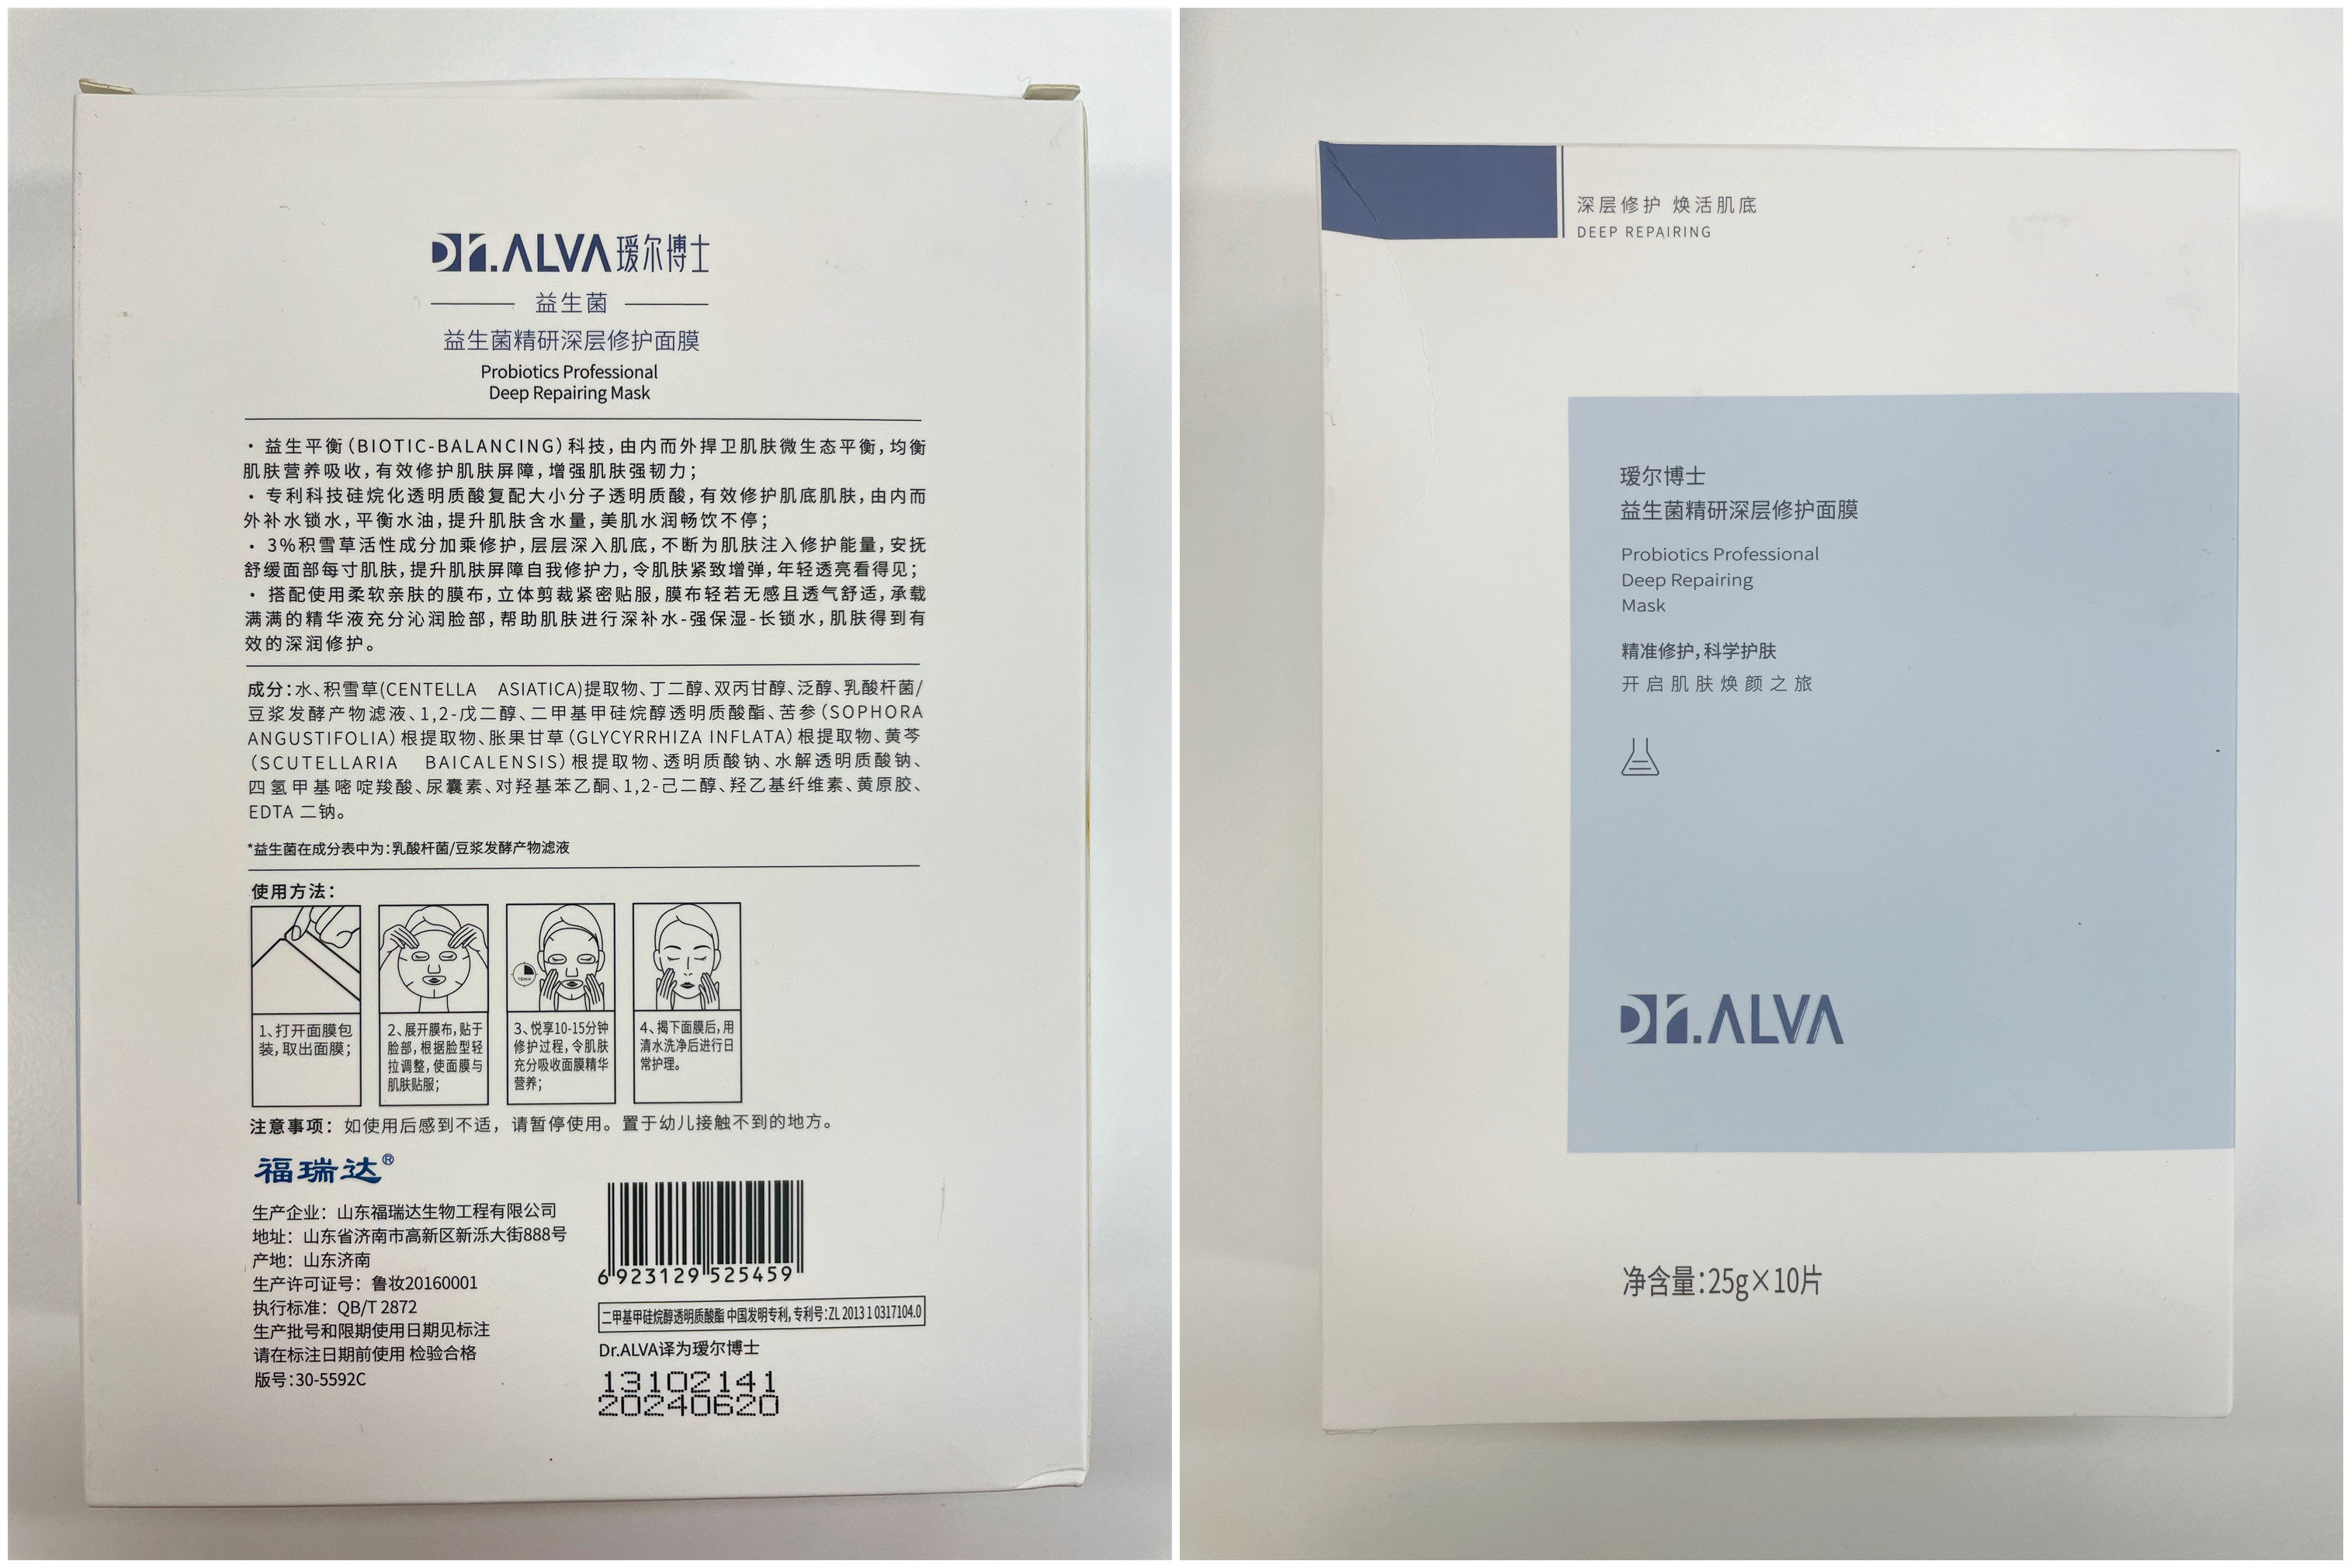 Dr.ALVA瑷尔博士
益生菌
益生菌精研深层修护面膜
Probiotics Professional
Deep Repairing Mask
· 益生平衡(BIOTIC-BALANCING)科技,由内而外捍卫肌肤微生态平衡,均衡
肌肤营养吸收,有效修护肌肤屏障,增强肌肤强韧力;
· 专利科技硅烷化透明质酸复配大小分子透明质酸,有效修护肌底肌肤,由内而
外补水锁水,平衡水油,提升肌肤含水量,美肌水润畅饮不停;
· 3%积雪草活性成分加乘修护,层层深入肌底,不断为肌肤注入修护能量,安抚
舒缓面部每寸肌肤,提升肌肤屏障自我修护力,令肌肤紧致增弹,年轻透亮看得见;
· 搭配使用柔软亲肤的膜布,立体剪裁紧密贴服,膜布轻若无感且透气舒适,承载
满满的精华液充分沁润脸部,帮助肌肤进行深补水-强保湿-长锁水,肌肤得到有
效的深润修护。
成分:水、积雪草(CENTELLA ASIATICA)提取物、丁二醇、双丙甘醇、泛醇、乳酸杆菌/
豆浆发酵产物滤液、1,2-戊二醇、二甲基甲硅烷醇透明质酸酯、苦参(SOPHORA
ANGUSTIFOLIA)根提取物、胀果甘草(GLYCYRRHIZA INFLATA)根提取物、黄芩
(SCUTELLARIA BAICALENSIS)根提取物、透明质酸钠、水解透明质酸钠、
四氢甲基嘧啶羧酸、尿囊素、对羟基苯乙酮、1,2-己二醇、羟乙基纤维素、黄原胶、
EDTA 二钠。
*益生菌在成分表中为:乳酸杆菌/豆浆发酵产物滤液
使用方法:
15min
1、打开面膜包
装,取出面膜;
2、展开膜布,贴于
脸部,根据脸型轻
拉调整,使面膜与
肌肤贴服;
3、悦享10-15分钟
修护过程,令肌肤
充分吸收面膜精华
营养;
4、揭下面膜后,用
清水洗净后进行日
常护理。
注意事项:如使用后感到不适,请暂停使用。置于幼儿接触不到的地方。
福瑞达®
生产企业:山东福瑞达生物工程有限公司
地址:山东省济南市高新区新泺大街888号
产地:山东济南
生产许可证号:鲁妆20160001
执行标准:QB/T 2872
生产批号和限期使用日期见标注
请在标注日期前使用 检验合格
版号:30-5592C
6 923129 525459
二甲基甲硅烷醇透明质酸酯 中国发明专利,专利号:ZL 2013 1 0317104.0
Dr.ALVA译为瑷尔博士
13102141
20240620
深层修护 焕活肌底
DEEP REPAIRING
瑷尔博士
益生菌精研深层修护面膜
Probiotics Professional
Deep Repairing
Mask
精准修护,科学护肤
开启肌肤焕颜之旅
Dr.ALVA
净含量:25g×10片